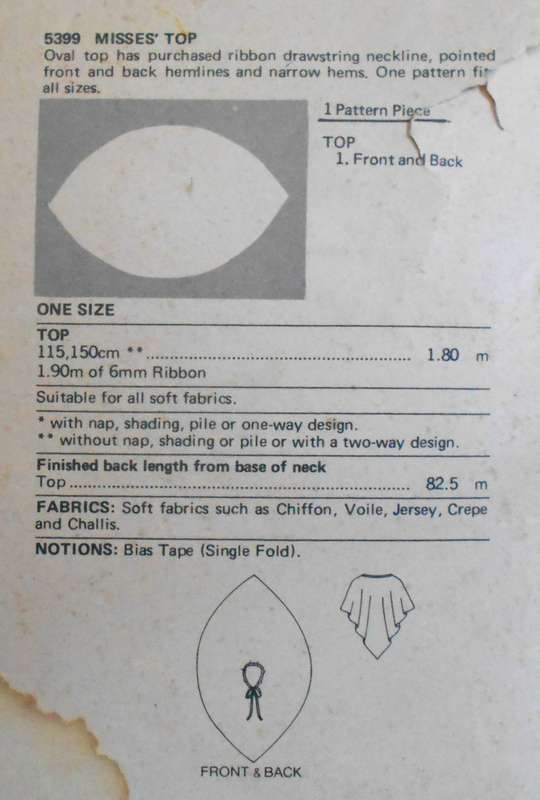 5399 MISSES' TOP
Oval top has purchased ribbon drawstring neckline, pointed
front and back hemlines and narrow hems. One pattern fits
all sizes.
1 Pattern Piece
TOP
1. Front and Back
ONE SIZE
TOP
115,150cm **........................................................ 1.80 m
1.90m of 6mm Ribbon
Suitable for all soft fabrics.
* with nap, shading, pile or one-way design.
** without nap, shading or pile or with a two-way design.
Finished back length from base of neck
Top........................................................................ 82.5 m
FABRICS: Soft fabrics such as Chiffon, Voile, Jersey, Crepe
and Challis.
NOTIONS: Bias Tape (Single Fold).
FRONT & BACK